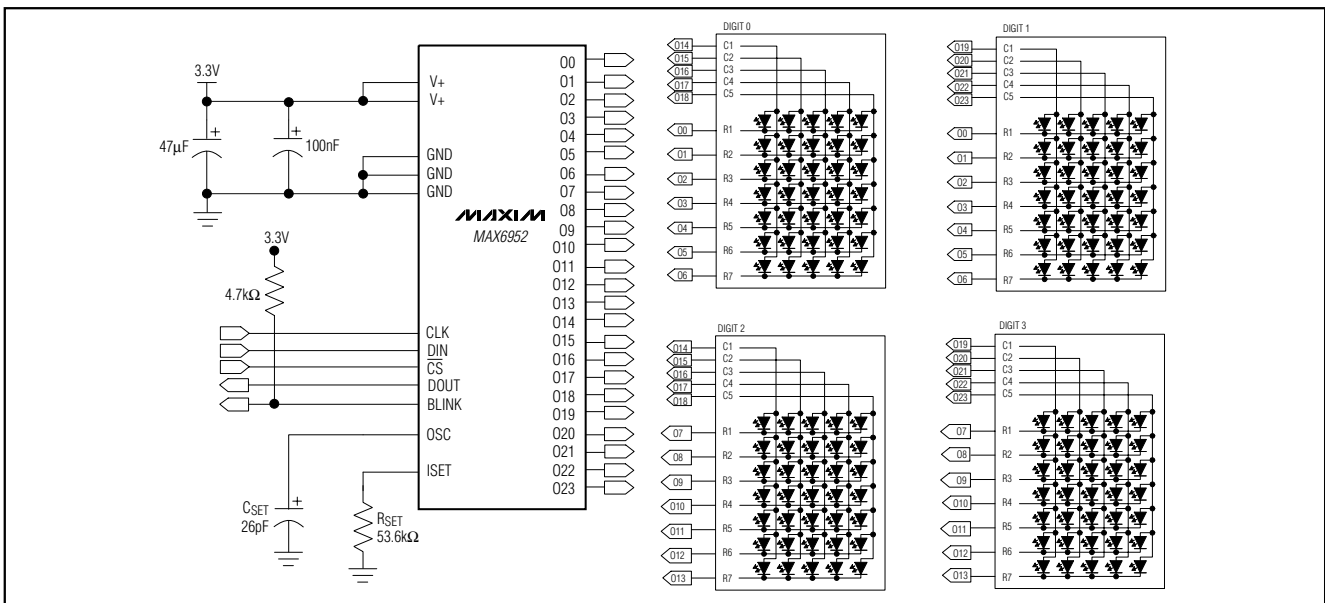 3.3V
47µF
100nF
3.3V
4.7kΩ
CSET
26pF
RSET
53.6kΩ
V+
V+
GND
GND
GND
MAXIM
MAX6952
CLK
DIN
CS
DOUT
BLINK
OSC
ISET
O0
O1
O2
O3
O4
O5
O6
O7
O8
O9
O10
O11
O12
O13
O14
O15
O16
O17
O18
O19
O20
O21
O22
O23
DIGIT 0
O14 C1
O15 C2
O16 C3
O17 C4
O18 C5
O0 R1
O1 R2
O2 R3
O3 R4
O4 R5
O5 R6
O6 R7
DIGIT 1
O19 C1
O20 C2
O21 C3
O22 C4
O23 C5
O0 R1
O1 R2
O2 R3
O3 R4
O4 R5
O5 R6
O6 R7
DIGIT 2
O14 C1
O15 C2
O16 C3
O17 C4
O18 C5
O7 R1
O8 R2
O9 R3
O10 R4
O11 R5
O12 R6
O13 R7
DIGIT 3
O19 C1
O20 C2
O21 C3
O22 C4
O23 C5
O7 R1
O8 R2
O9 R3
O10 R4
O11 R5
O12 R6
O13 R7